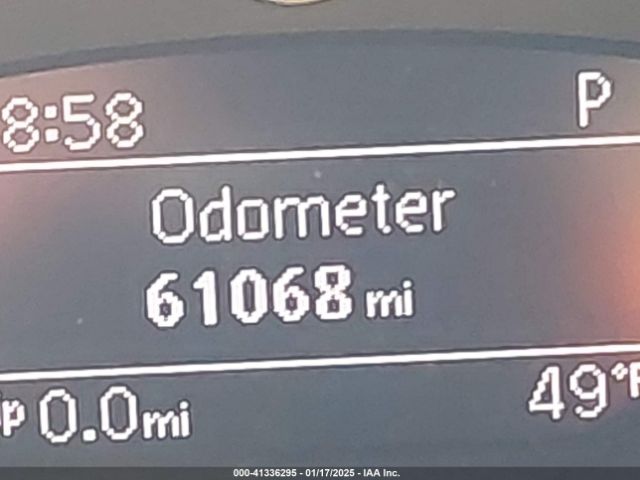 8:58 P
Odometer
61068 mi
p 0.0mi 49°F
000-41336295 - 01/17/2025 - IAA Inc.